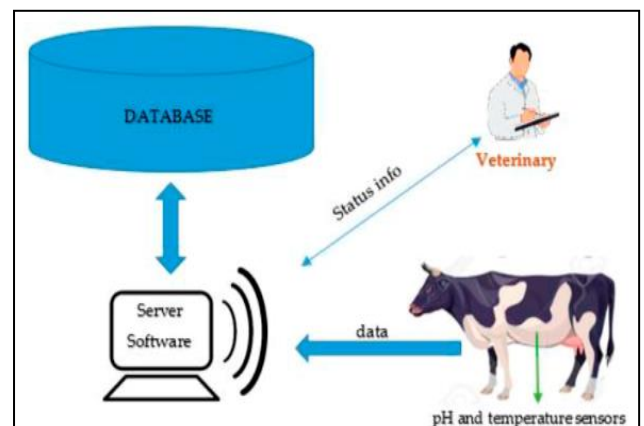 DATABASE
Veterinary
Status info
Server
Software
data
pH and temperature sensors